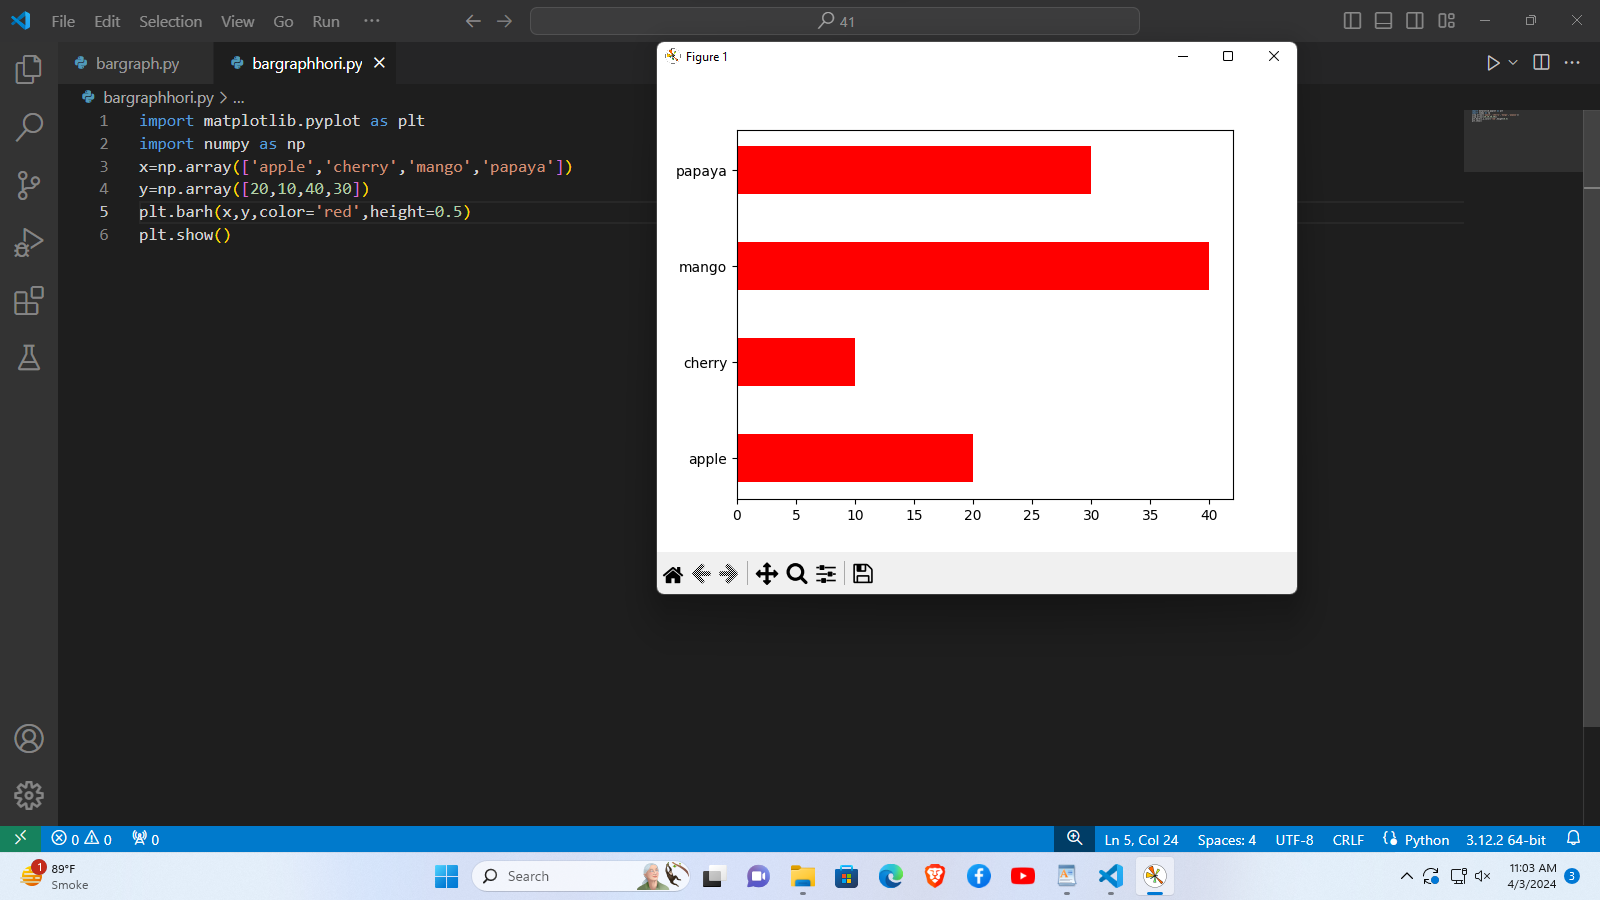 File Edit Selection View Go Run ... 41
bargraph.py bargraphhori.py
bargraphhori.py > ...
1 import matplotlib.pyplot as plt
2 import numpy as np
3 x=np.array(['apple','cherry','mango','papaya'])
4 y=np.array([20,10,40,30])
5 plt.barh(x,y,color='red',height=0.5)
6 plt.show()
Figure 1
papaya
mango
cherry
apple
0 5 10 15 20 25 30 35 40
0 0 0 Ln 5, Col 24 Spaces: 4 UTF-8 CRLF Python 3.12.2 64-bit
1 89°F
Smoke
Search
11:03 AM
4/3/2024
3